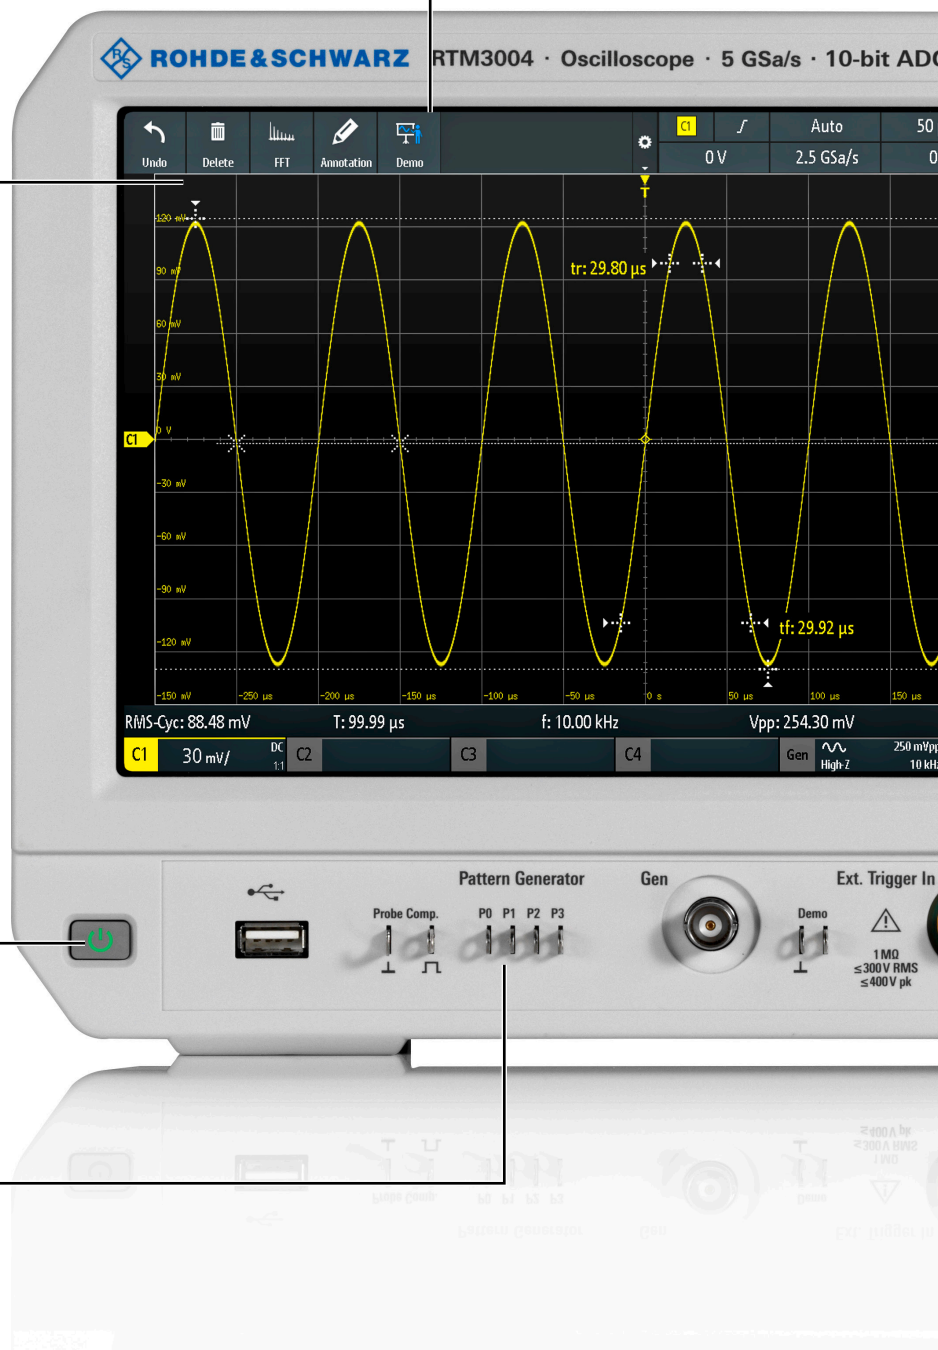 ROHDE & SCHWARZ RTM3004 · Oscilloscope · 5 GSa/s · 10-bit ADC
Undo Delete FFT Annotation Demo
C1 Auto 50
0 V 2.5 GSa/s 0
T
120 mV
tr: 29.80 µs
90 mV
60 mV
30 mV
C1 0 V
-30 mV
-60 mV
-90 mV
tf: 29.92 µs
-120 mV
-150 mV -250 µs -200 µs -150 µs -100 µs -50 µs 0 s 50 µs 100 µs 150 µs
RMS-Cyc: 88.48 mV T: 99.99 µs f: 10.00 kHz Vpp: 254.30 mV
C1 30 mV/ DC 1:1 C2 C3 C4 Gen High-Z 250 mVpp 10 kHz
Pattern Generator Gen Ext. Trigger In
Probe Comp. P0 P1 P2 P3 Demo
1 MΩ
≤300 V RMS
≤400 V pk